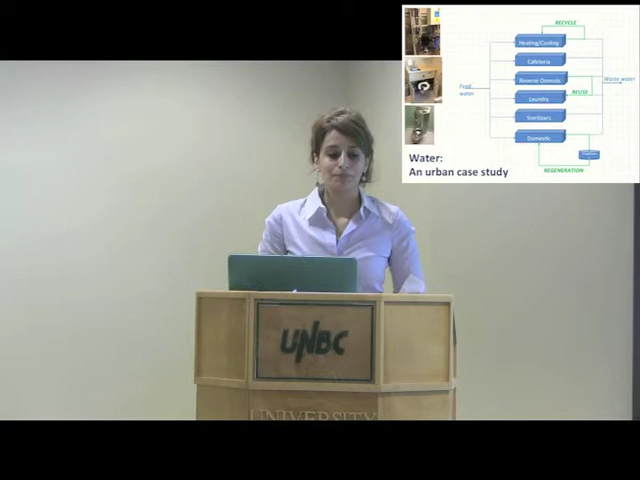 RECYCLE
Heating/Cooling
Cafeteria
Feed water
Reverse Osmosis
Waste water
REUSE
Laundry
Sterilizers
Domestic
REGENERATION
Water:
An urban case study
UNBC
UNIVERSITY